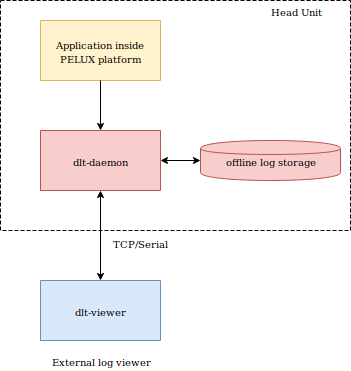 Head Unit
Application inside
PELUX platform
dlt-daemon
offline log storage
TCP/Serial
dlt-viewer
External log viewer